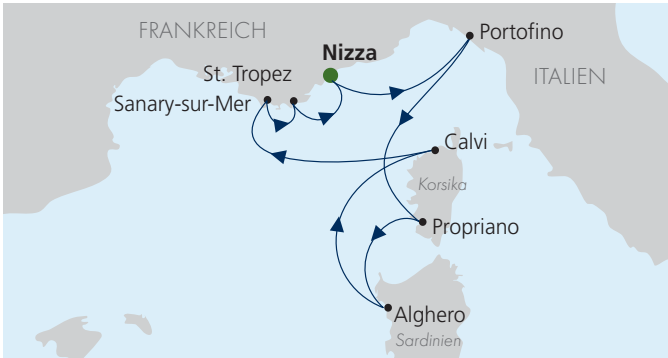 FRANKREICH
Portofino
Nizza
St. Tropez
ITALIEN
Sanary-sur-Mer
Calvi
Korsika
Propriano
Alghero
Sardinien